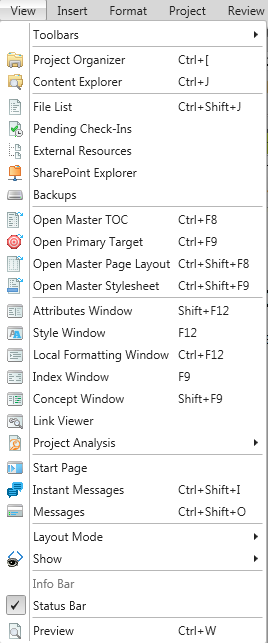 View Insert Format Project Review
Toolbars
Project Organizer Ctrl+[
Content Explorer Ctrl+J
File List Ctrl+Shift+J
Pending Check-Ins
External Resources
SharePoint Explorer
Backups
Open Master TOC Ctrl+F8
Open Primary Target Ctrl+F9
Open Master Page Layout Ctrl+Shift+F8
Open Master Stylesheet Ctrl+Shift+F9
Attributes Window Shift+F12
Style Window F12
Local Formatting Window Ctrl+F12
Index Window F9
Concept Window Shift+F9
Link Viewer
Project Analysis
Start Page
Instant Messages Ctrl+Shift+I
Messages Ctrl+Shift+O
Layout Mode
Show
Info Bar
Status Bar
Preview Ctrl+W